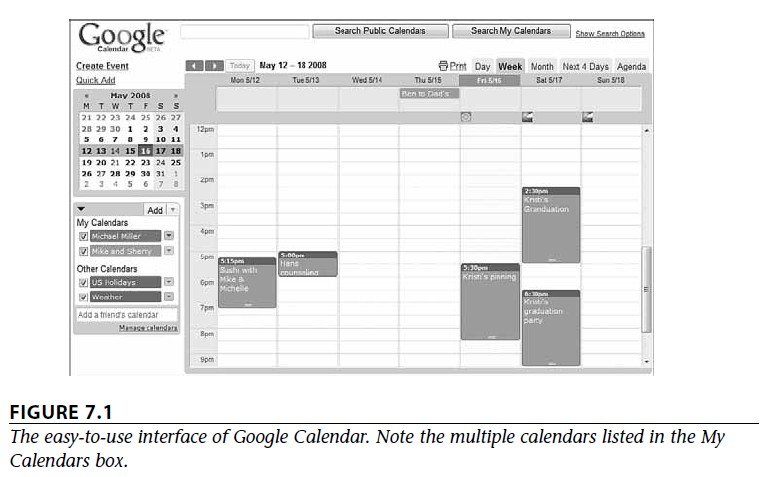 Google
Calendar BETA
Search Public Calendars
Search My Calendars
Show Search Options
Create Event
Quick Add
Today
May 12 – 18 2008
Print
Day
Week
Month
Next 4 Days
Agenda
Mon 5/12
Tue 5/13
Wed 5/14
Thu 5/15
Fri 5/16
Sat 5/17
Sun 5/18
Ben to Dad's
« May 2008 »
M T W T F S S
21 22 23 24 25 26 27
28 29 30 1 2 3 4
5 6 7 8 9 10 11
12 13 14 15 16 17 18
19 20 21 22 23 24 25
26 27 28 29 30 31 1
2 3 4 5 6 7 8
Add
My Calendars
Michael Miller
Mike and Sherry
Other Calendars
US Holidays
Weather
Add a friend's calendar
Manage calendars
12pm
1pm
2pm
3pm
4pm
5pm
6pm
7pm
8pm
9pm
5:15pm
Sushi with
Mike &
Michelle
5:00pm
Hans
counseling
5:30pm
Kristi's pinning
2:30pm
Kristi's
Granduation
6:30pm
Kristi's
graduation
party
FIGURE 7.1
The easy-to-use interface of Google Calendar. Note the multiple calendars listed in the My
Calendars box.